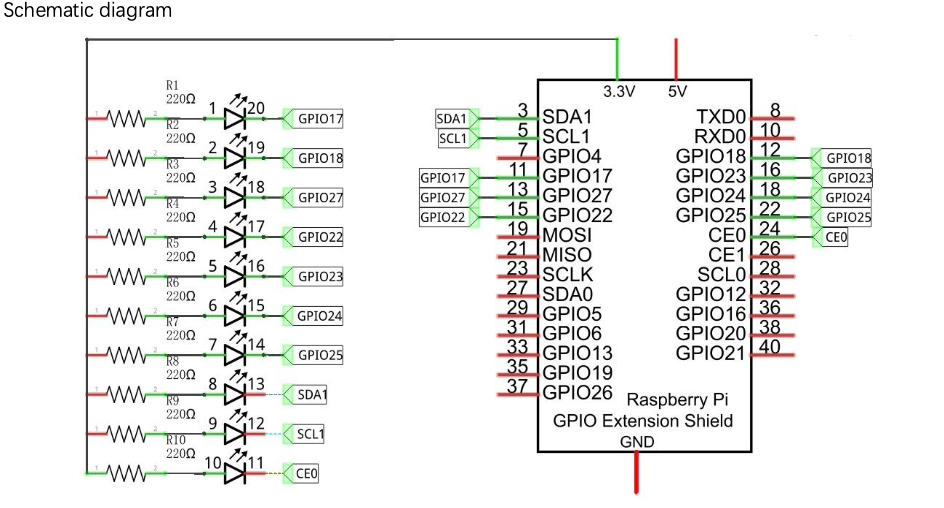 Schematic diagram
3.3V 5V
R1
220Ω
1 20 GPIO17
R2
220Ω
2 19 GPIO18
R3
220Ω
3 18 GPIO27
R4
220Ω
4 17 GPIO22
R5
220Ω
5 16 GPIO23
R6
220Ω
6 15 GPIO24
R7
220Ω
7 14 GPIO25
R8
220Ω
8 13 SDA1
R9
220Ω
9 12 SCL1
R10
220Ω
10 11 CE0
SDA1 3 SDA1 TXD0 8
SCL1 5 SCL1 RXD0 10
7 GPIO4 GPIO18 12 GPIO18
GPIO17 11 GPIO17 GPIO23 16 GPIO23
GPIO27 13 GPIO27 GPIO24 18 GPIO24
GPIO22 15 GPIO22 GPIO25 22 GPIO25
19 MOSI CE0 24 CE0
21 MISO CE1 26
23 SCLK SCL0 28
27 SDA0 GPIO12 32
29 GPIO5 GPIO16 36
31 GPIO6 GPIO20 38
33 GPIO13 GPIO21 40
35 GPIO19
37 GPIO26
Raspberry Pi
GPIO Extension Shield
GND